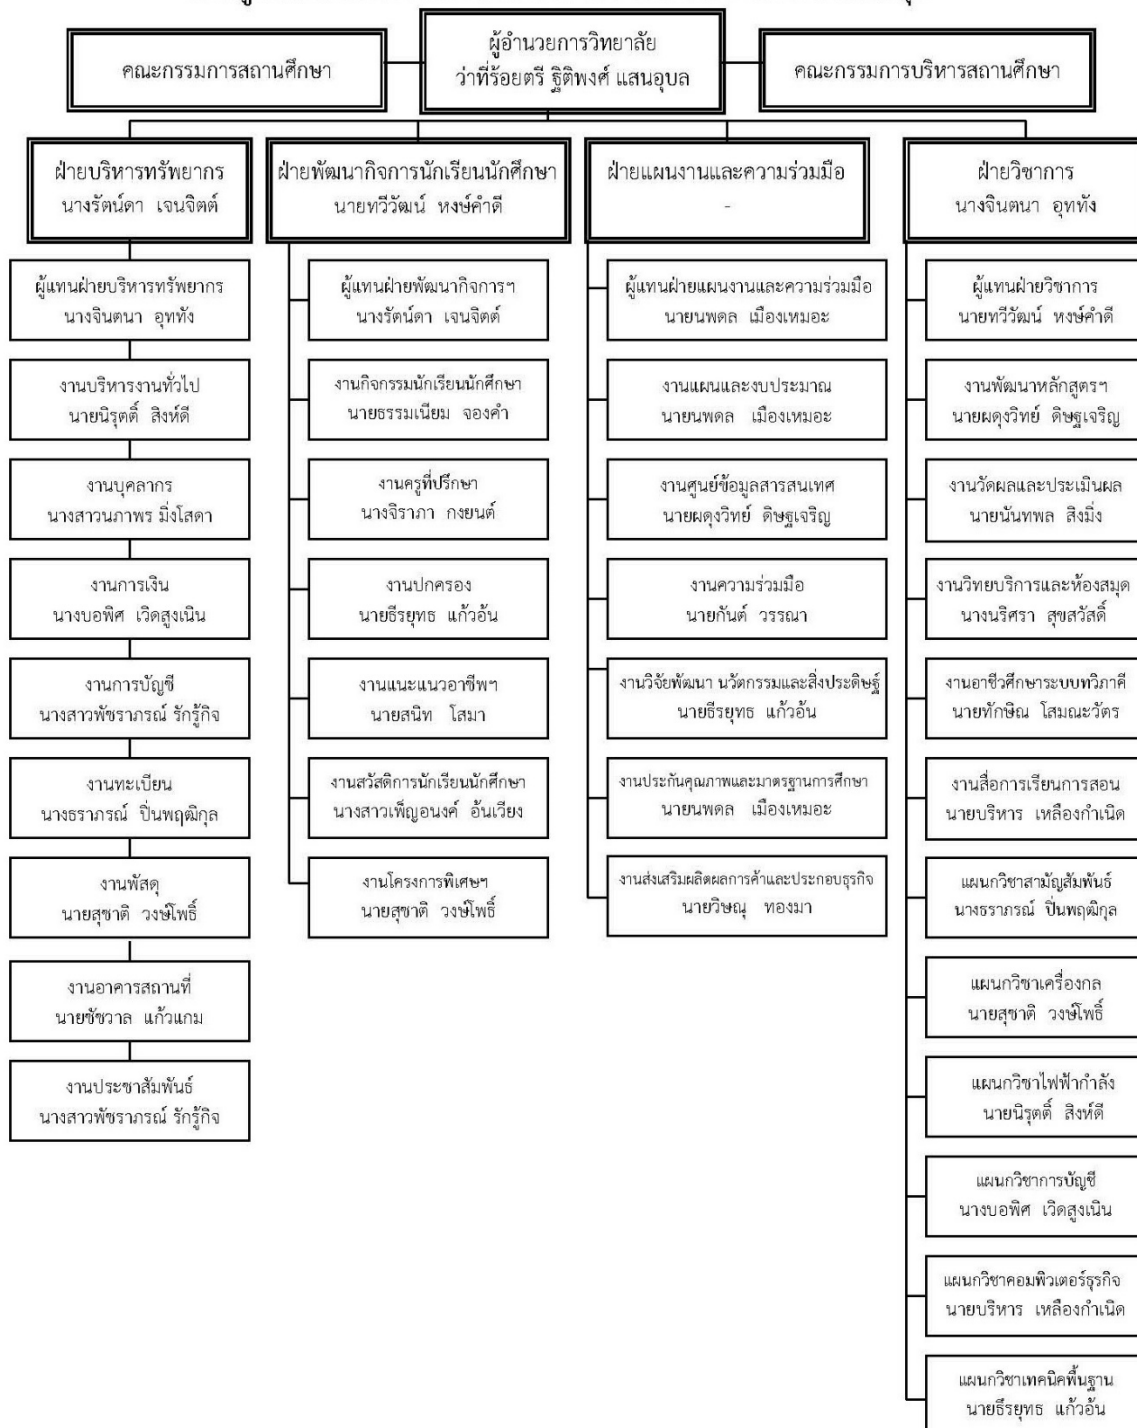 คณะกรรมการสถานศึกษา
ผู้อำนวยการวิทยาลัย
ว่าที่ร้อยตรี ฐิติพงศ์ แสนอุบล
คณะกรรมการบริหารสถานศึกษา
ฝ่ายบริหารทรัพยากร
นางรัตน์ดา เจนจิตต์
ฝ่ายพัฒนากิจการนักเรียนนักศึกษา
นายทวีวัฒน์ หงษ์คำดี
ฝ่ายแผนงานและความร่วมมือ
-
ฝ่ายวิชาการ
นางจินตนา อุททัง
ผู้แทนฝ่ายบริหารทรัพยากร
นางจินตนา อุททัง
งานบริหารงานทั่วไป
นายนิรุตติ์ สิงห์ดี
งานบุคลากร
นางสาวนภาพร มิ่งโสดา
งานการเงิน
นางบอพิศ เวิดสูงเนิน
งานการบัญชี
นางสาวพัชราภรณ์ รักรู้กิจ
งานทะเบียน
นางธราภรณ์ ปิ่นพฤฒิกุล
งานพัสดุ
นายสุชาติ วงษ์โพธิ์
งานอาคารสถานที่
นายชัชวาล แก้วแกม
งานประชาสัมพันธ์
นางสาวพัชราภรณ์ รักรู้กิจ
ผู้แทนฝ่ายพัฒนากิจการฯ
นางรัตน์ดา เจนจิตต์
งานกิจกรรมนักเรียนนักศึกษา
นายธรรมเนียม จองคำ
งานครูที่ปรึกษา
นางจิราภา กงยนต์
งานปกครอง
นายธีรยุทธ แก้วอ้น
งานแนะแนวอาชีพฯ
นายสนิท โสมา
งานสวัสดิการนักเรียนนักศึกษา
นางสาวเพ็ญอนงค์ อ้นเวียง
งานโครงการพิเศษฯ
นายสุชาติ วงษ์โพธิ์
ผู้แทนฝ่ายแผนงานและความร่วมมือ
นายนพดล เมืองเหมอะ
งานแผนและงบประมาณ
นายนพดล เมืองเหมอะ
งานศูนย์ข้อมูลสารสนเทศ
นายผดุงวิทย์ ดิษฐเจริญ
งานความร่วมมือ
นายกันต์ วรรณา
งานวิจัยพัฒนา นวัตกรรมและสิ่งประดิษฐ์
นายธีรยุทธ แก้วอ้น
งานประกันคุณภาพและมาตรฐานการศึกษา
นายนพดล เมืองเหมอะ
งานส่งเสริมผลิตผลการค้าและประกอบธุรกิจ
นายวิษณุ ทองมา
ผู้แทนฝ่ายวิชาการ
นายทวีวัฒน์ หงษ์คำดี
งานพัฒนาหลักสูตรฯ
นายผดุงวิทย์ ดิษฐเจริญ
งานวัดผลและประเมินผล
นายนันทพล สิงมิ่ง
งานวิทยบริการและห้องสมุด
นางนริศรา สุขสวัสดิ์
งานอาชีวศึกษาระบบทวิภาคี
นายทักษิณ โสมณะวัตร
งานสื่อการเรียนการสอน
นายบริหาร เหลืองกำเนิด
แผนกวิชาสามัญสัมพันธ์
นางธราภรณ์ ปิ่นพฤฒิกุล
แผนกวิชาเครื่องกล
นายสุชาติ วงษ์โพธิ์
แผนกวิชาไฟฟ้ากำลัง
นายนิรุตติ์ สิงห์ดี
แผนกวิชาการบัญชี
นางบอพิศ เวิดสูงเนิน
แผนกวิชาคอมพิวเตอร์ธุรกิจ
นายบริหาร เหลืองกำเนิด
แผนกวิชาเทคนิคพื้นฐาน
นายธีรยุทธ แก้วอ้น